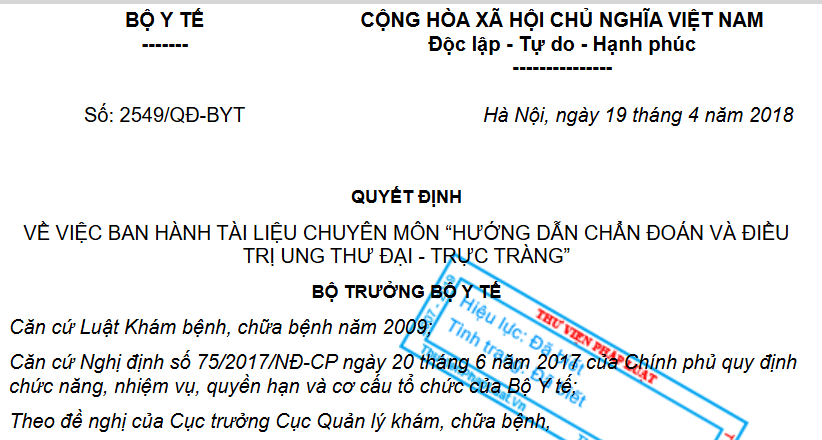 BỘ Y TẾ
-------
CỘNG HÒA XÃ HỘI CHỦ NGHĨA VIỆT NAM
Độc lập - Tự do - Hạnh phúc
---------------
Số: 2549/QĐ-BYT
Hà Nội, ngày 19 tháng 4 năm 2018
QUYẾT ĐỊNH
VỀ VIỆC BAN HÀNH TÀI LIỆU CHUYÊN MÔN “HƯỚNG DẪN CHẨN ĐOÁN VÀ ĐIỀU
TRỊ UNG THƯ ĐẠI - TRỰC TRÀNG”
BỘ TRƯỞNG BỘ Y TẾ
Căn cứ Luật Khám bệnh, chữa bệnh năm 2009;
Căn cứ Nghị định số 75/2017/NĐ-CP ngày 20 tháng 6 năm 2017 của Chính phủ quy định
chức năng, nhiệm vụ, quyền hạn và cơ cấu tổ chức của Bộ Y tế;
Theo đề nghị của Cục trưởng Cục Quản lý khám, chữa bệnh,
THƯ VIỆN PHÁP LUẬT
Hiệu lực: Đã hết
Tình trạng: Đã biết